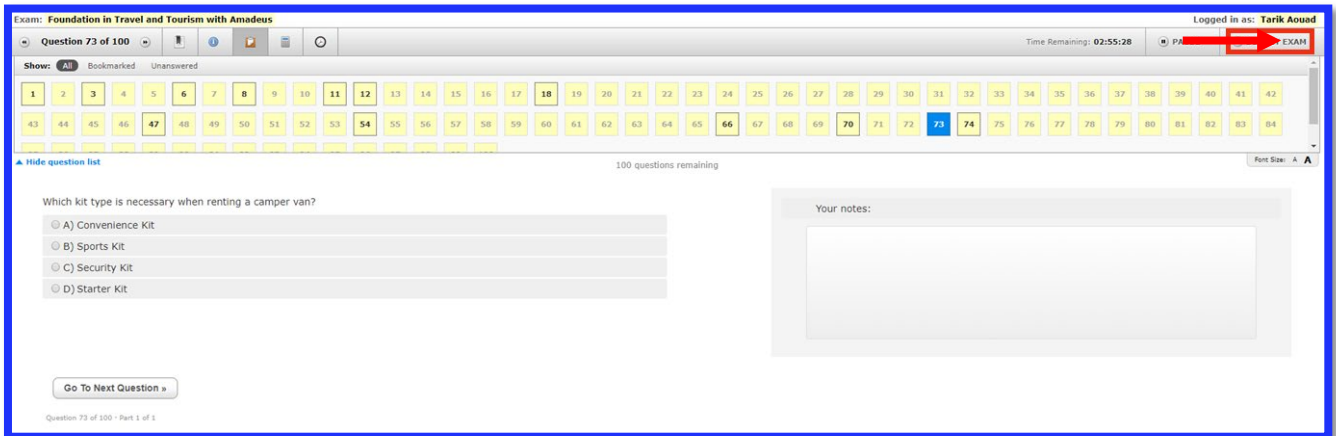 Exam: Foundation in Travel and Tourism with Amadeus Logged in as: Tarik Aouad
Question 73 of 100 Time Remaining: 02:55:28 EXAM
Show: All Bookmarked Unanswered
1 2 3 4 5 6 7 8 9 10 11 12 13 14 15 16 17 18 19 20 21 22 23 24 25 26 27 28 29 30 31 32 33 34 35 36 37 38 39 40 41 42
43 44 45 46 47 48 49 50 51 52 53 54 55 56 57 58 59 60 61 62 63 64 65 66 67 68 69 70 71 72 73 74 75 76 77 78 79 80 81 82 83 84
Hide question list 100 questions remaining Font Size: A A
Which kit type is necessary when renting a camper van? Your notes:
A) Convenience Kit
B) Sports Kit
C) Security Kit
D) Starter Kit
Go To Next Question »
Question 73 of 100 - Part 1 of 1